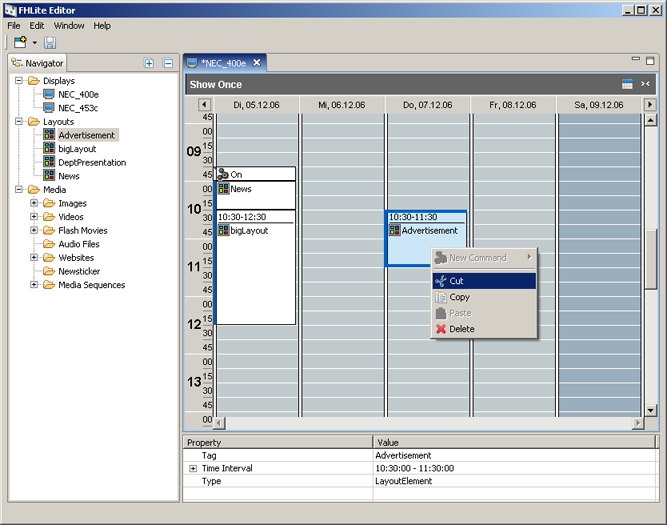 FHLite Editor
File Edit Window Help
Navigator
Displays
NEC_400e
NEC_453c
Layouts
Advertisement
bigLayout
DeptPresentation
News
Media
Images
Videos
Flash Movies
Audio Files
Websites
Newsticker
Media Sequences
*NEC_400e
Show Once
Di, 05.12.06 Mi, 06.12.06 Do, 07.12.06 Fr, 08.12.06 Sa, 09.12.06
45
00
09 15
30
45 On
00 News
15
10 30 10:30-12:30 10:30-11:30
45 bigLayout Advertisement
00
11 15
30
45
00
12 15
30
45
00
13 15
30
45
00
New Command
Cut
Copy
Paste
Delete
Property Value
Tag Advertisement
Time Interval 10:30:00 - 11:30:00
Type LayoutElement